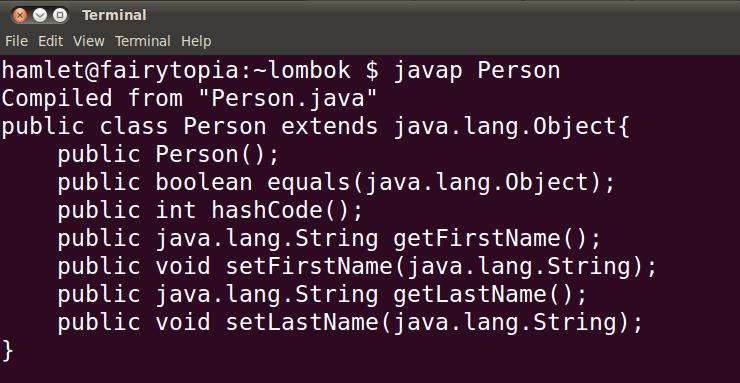 Terminal
File Edit View Terminal Help
hamlet@fairytopia:~lombok $ javap Person
Compiled from "Person.java"
public class Person extends java.lang.Object{
    public Person();
    public boolean equals(java.lang.Object);
    public int hashCode();
    public java.lang.String getFirstName();
    public void setFirstName(java.lang.String);
    public java.lang.String getLastName();
    public void setLastName(java.lang.String);
}